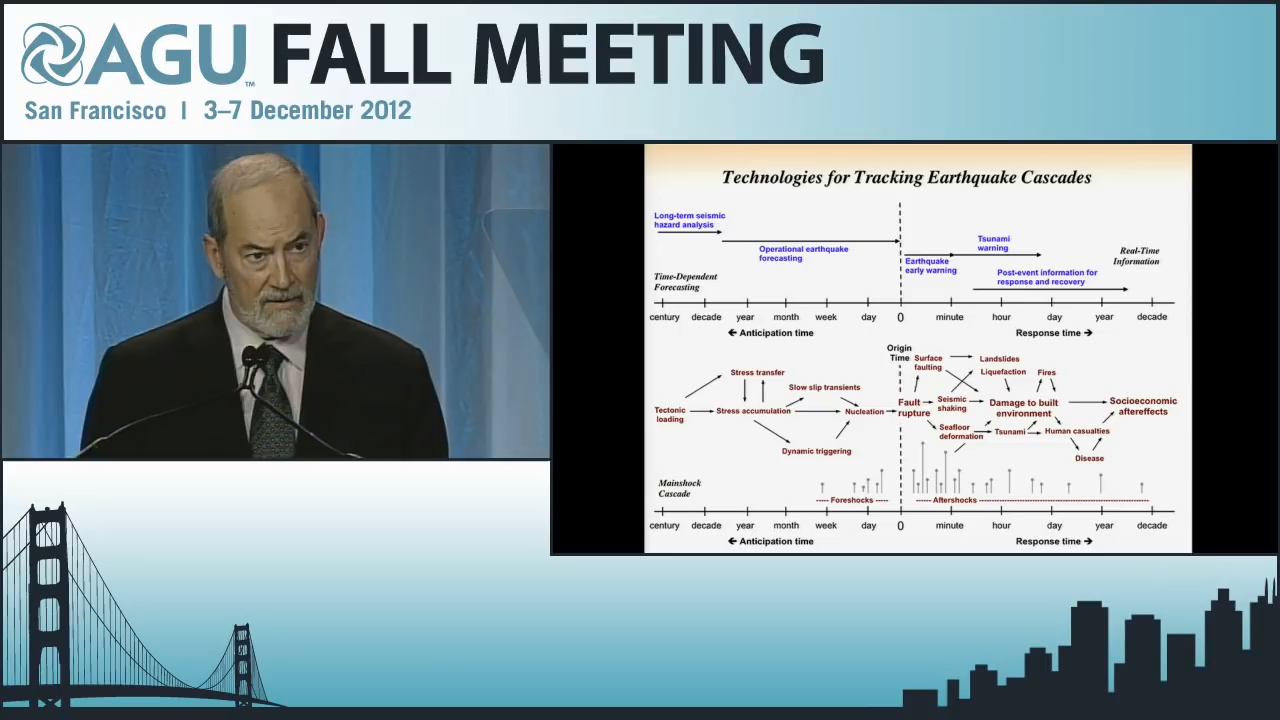 AGU™ FALL MEETING
San Francisco | 3–7 December 2012
Technologies for Tracking Earthquake Cascades
Long-term seismic
hazard analysis
Operational earthquake
forecasting
Tsunami
warning
Earthquake
early warning
Real-Time
Information
Post-event information for
response and recovery
Time-Dependent
Forecasting
century decade year month week day 0 minute hour day year decade
← Anticipation time Response time →
Origin
Time
Surface
faulting
Landslides
Liquefaction
Fires
Stress transfer
Slow slip transients
Tectonic
loading
Stress accumulation
Nucleation
Fault
rupture
Seismic
shaking
Damage to built
environment
Socioeconomic
aftereffects
Seafloor
deformation
Tsunami
Human casualties
Dynamic triggering
Disease
Mainshock
Cascade
Foreshocks
Aftershocks
century decade year month week day 0 minute hour day year decade
← Anticipation time Response time →